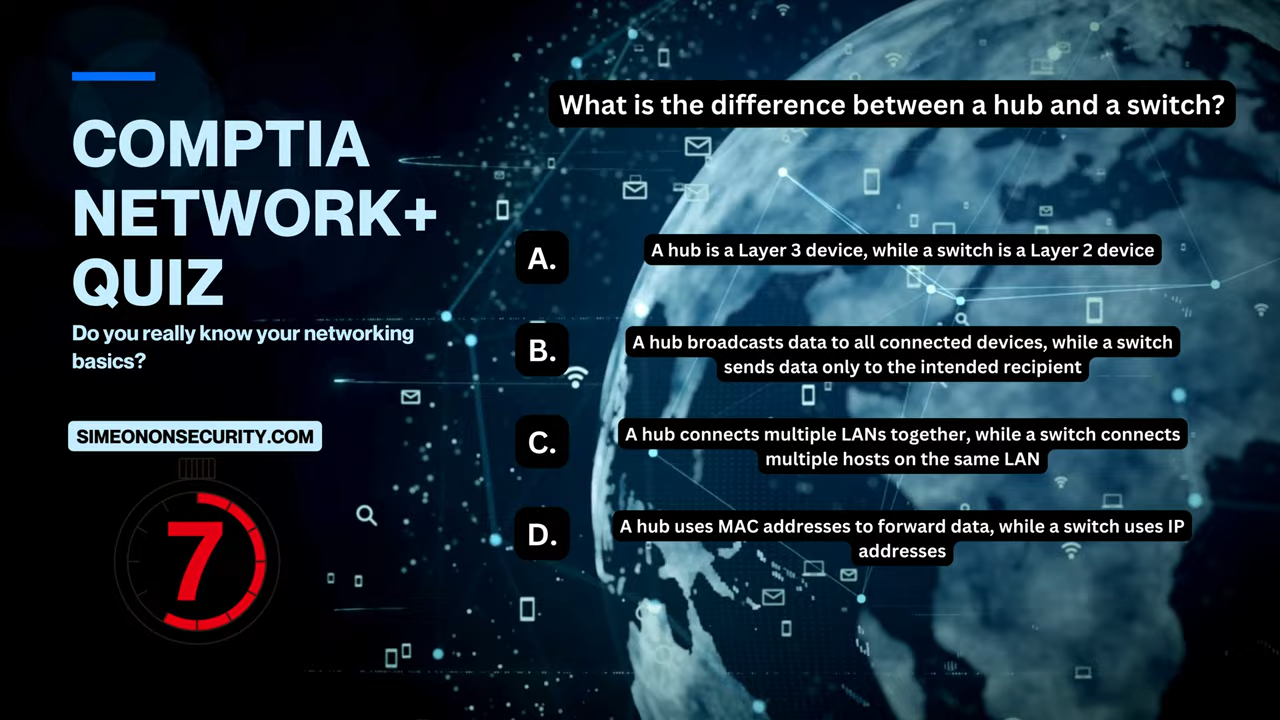 COMPTIA
NETWORK+
QUIZ
Do you really know your networking
basics?
SIMEONONSECURITY.COM
7
What is the difference between a hub and a switch?
A.
A hub is a Layer 3 device, while a switch is a Layer 2 device
B.
A hub broadcasts data to all connected devices, while a switch
sends data only to the intended recipient
C.
A hub connects multiple LANs together, while a switch connects
multiple hosts on the same LAN
D.
A hub uses MAC addresses to forward data, while a switch uses IP
addresses